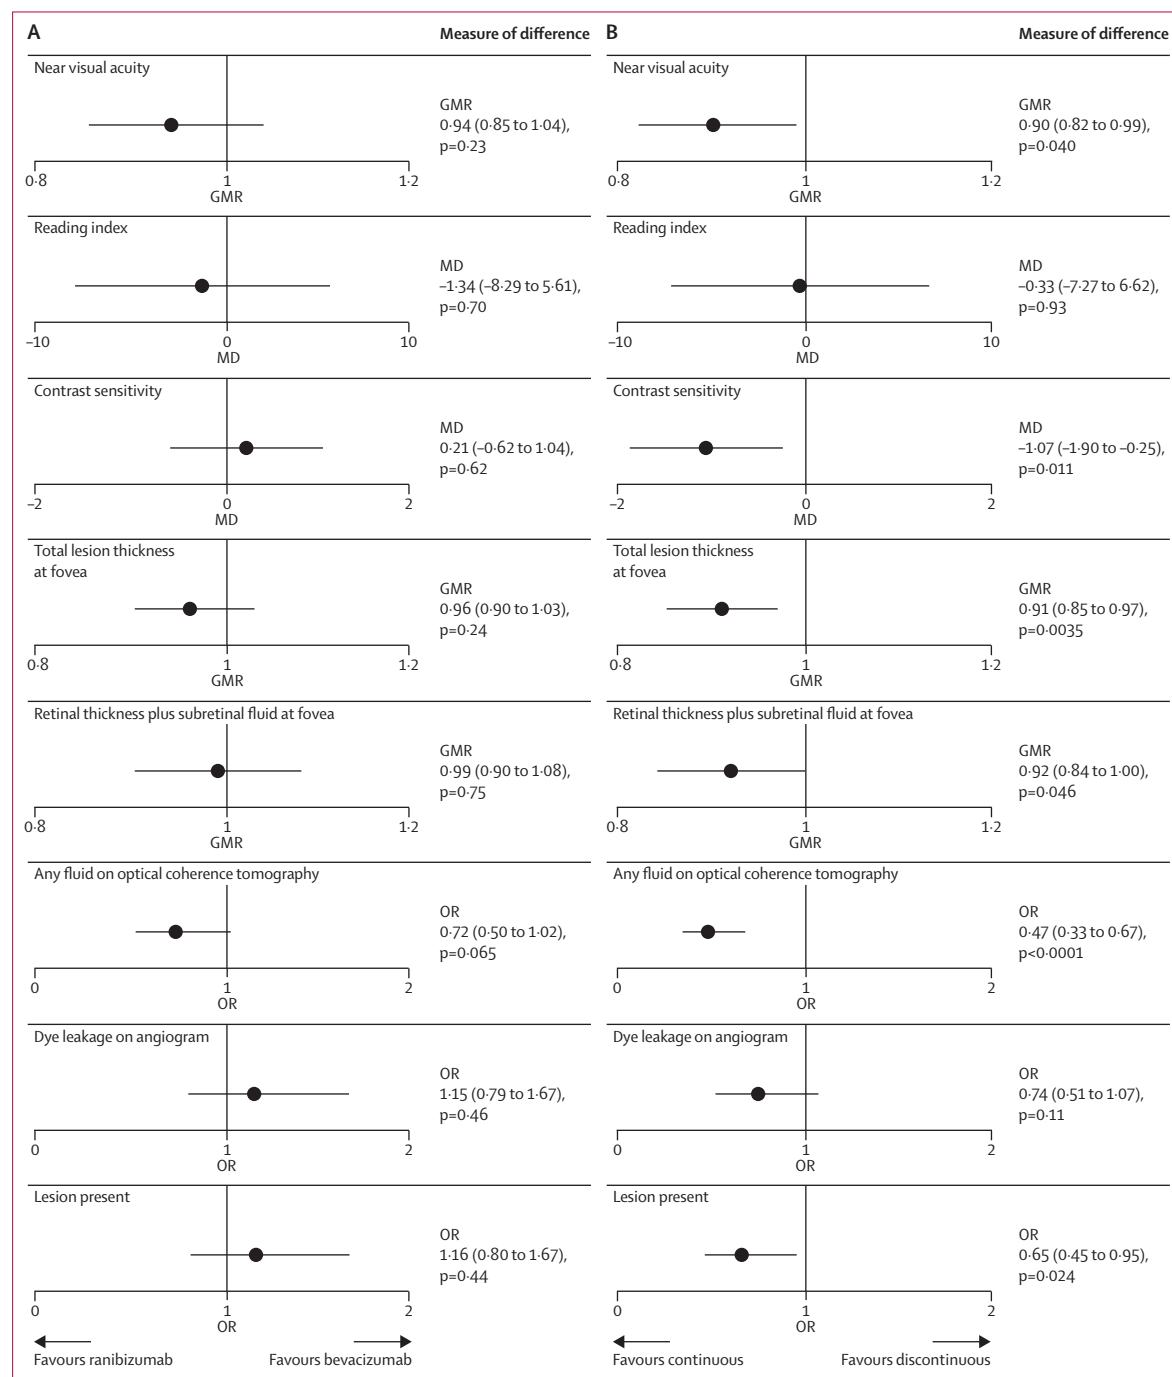 A
Measure of difference
Near visual acuity
GMR
0·94 (0·85 to 1·04),
p=0·23
0·8
1
1·2
GMR
Reading index
MD
–1·34 (–8·29 to 5·61),
p=0·70
–10
0
10
MD
Contrast sensitivity
MD
0·21 (–0·62 to 1·04),
p=0·62
–2
0
2
MD
Total lesion thickness
at fovea
GMR
0·96 (0·90 to 1·03),
p=0·24
0·8
1
1·2
GMR
Retinal thickness plus subretinal fluid at fovea
GMR
0·99 (0·90 to 1·08),
p=0·75
0·8
1
1·2
GMR
Any fluid on optical coherence tomography
OR
0·72 (0·50 to 1·02),
p=0·065
0
1
2
OR
Dye leakage on angiogram
OR
1·15 (0·79 to 1·67),
p=0·46
0
1
2
OR
Lesion present
OR
1·16 (0·80 to 1·67),
p=0·44
0
1
2
OR
Favours ranibizumab
Favours bevacizumab
B
Measure of difference
Near visual acuity
GMR
0·90 (0·82 to 0·99),
p=0·040
0·8
1
1·2
GMR
Reading index
MD
–0·33 (–7·27 to 6·62),
p=0·93
–10
0
10
MD
Contrast sensitivity
MD
–1·07 (–1·90 to –0·25),
p=0·011
–2
0
2
MD
Total lesion thickness
at fovea
GMR
0·91 (0·85 to 0·97),
p=0·0035
0·8
1
1·2
GMR
Retinal thickness plus subretinal fluid at fovea
GMR
0·92 (0·84 to 1·00),
p=0·046
0·8
1
1·2
GMR
Any fluid on optical coherence tomography
OR
0·47 (0·33 to 0·67),
p<0·0001
0
1
2
OR
Dye leakage on angiogram
OR
0·74 (0·51 to 1·07),
p=0·11
0
1
2
OR
Lesion present
OR
0·65 (0·45 to 0·95),
p=0·024
0
1
2
OR
Favours continuous
Favours discontinuous